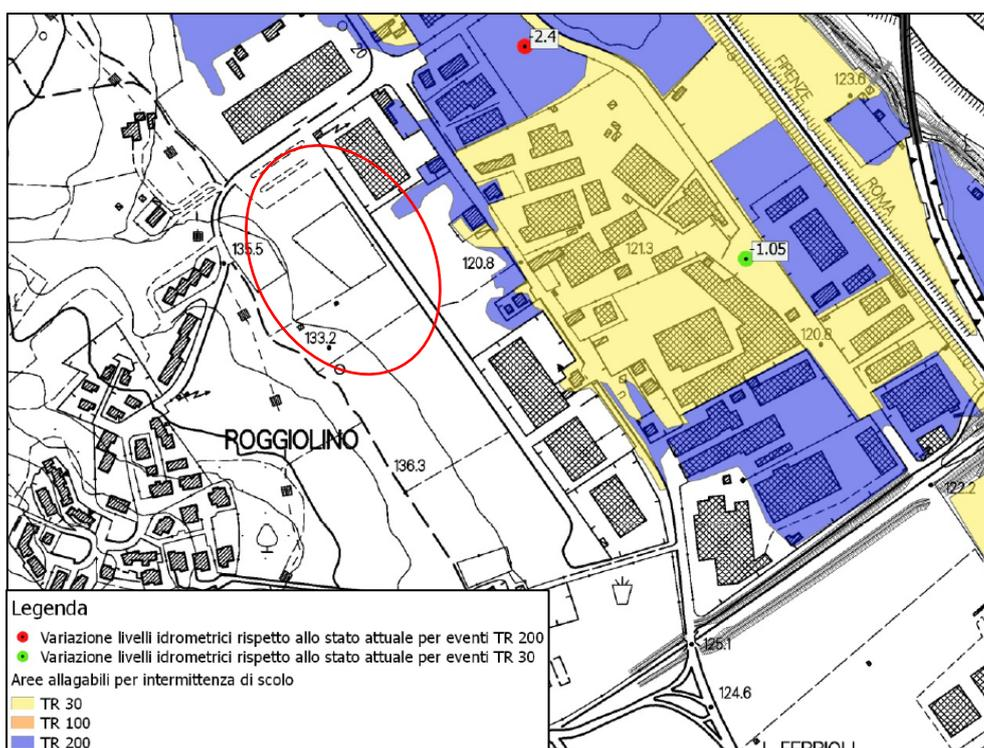 -2.4
20
FIRENZE
123.6
ROMA
135.5
120.8
121.3
-1.05
133.2
120.8
ROGGIOLINO
136.3
122.2
125.1
124.6
L. FERRIOLI
Legenda
Variazione livelli idrometrici rispetto allo stato attuale per eventi TR 200
Variazione livelli idrometrici rispetto allo stato attuale per eventi TR 30
Aree allagabili per intermittenza di scolo
TR 30
TR 100
TR 200